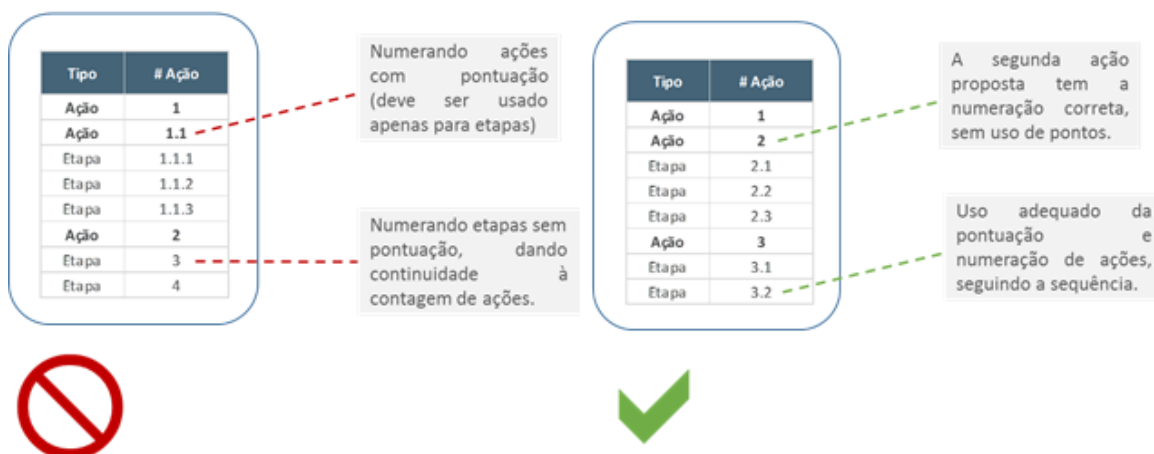 Tipo # Ação
Ação 1
Ação 1.1
Etapa 1.1.1
Etapa 1.1.2
Etapa 1.1.3
Ação 2
Etapa 3
Etapa 4
Numerando ações
com pontuação
(deve ser usado
apenas para etapas)
Numerando etapas sem
pontuação, dando
continuidade à
contagem de ações.
Tipo # Ação
Ação 1
Ação 2
Etapa 2.1
Etapa 2.2
Etapa 2.3
Ação 3
Etapa 3.1
Etapa 3.2
A segunda ação
proposta tem a
numeração correta,
sem uso de pontos.
Uso adequado da
pontuação e
numeração de ações,
seguindo a sequência.